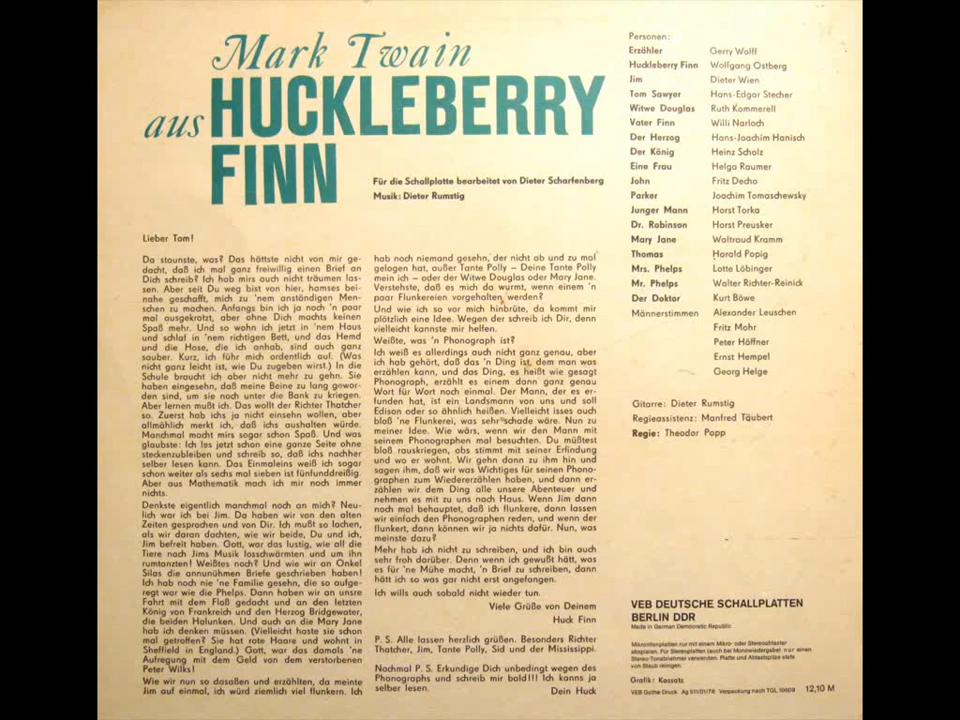 Mark Twain
aus HUCKLEBERRY
FINN
Für die Schallplatte bearbeitet von Dieter Scharfenberg
Musik: Dieter Rumstig
Lieber Tom!
Da staunste, was? Das hättste nicht von mir ge-
dacht, daß ich mal ganz freiwillig einen Brief an
Dich schreib? Ich hab mirs auch nicht träumen las-
sen. Aber seit Du weg bist von hier, hamses bei-
nahe geschafft, mich zu 'nem anständigen Men-
schen zu machen. Anfangs bin ich ja noch 'n paar
mal ausgekratzt, aber ohne Dich machts keinen
Spaß mehr. Und so wohn ich jetzt in 'nem Haus
und schlaf in 'nem richtigen Bett, und das Hemd
und die Hose, die ich anhab, sind auch ganz
sauber. Kurz, ich führ mich ordentlich auf. (Was
nicht ganz leicht ist, wie Du zugeben wirst.) In die
Schule brauch ich aber nicht mehr zu gehn. Sie
haben eingesehen, daß meine Beine zu lang gewor-
den sind, um sie noch unter die Bank zu kriegen.
Aber lernen mußt ich. Das wollt der Richter Thatcher
so. Zuerst hab ichs ja nicht einsehn wollen, aber
allmählich merkt ich, daß ichs aushalten würde.
Manchmal macht mirs sogar schon Spaß. Und was
glaubste: Ich les jetzt schon eine ganze Seite ohne
steckenzubleiben und schreib so, daß ichs nachher
selber lesen kann. Das Einmaleins weiß ich sogar
schon weiter als sechs mal sieben ist fünfunddreißig.
Aber aus Mathematik mach ich mir noch immer
nichts.
Denkste eigentlich manchmal noch an mich? Neu-
lich war ich bei Jim. Da haben wir von den alten
Zeiten gesprochen und von Dir. Ich mußt so lachen,
als wir daran dachten, wie wir beide, Du und ich,
Jim befreit haben. Gott, war das lustig, wie all die
Tiere nach Jims Musik losschwärmten und um ihn
rumtanzten! Weißtes noch? Und wie wir an Onkel
Silas die annunühmen Briefe geschrieben haben!
Ich hab noch nie 'ne Familie gesehn, die so aufge-
regt war wie die Phelps. Dann haben wir an unsre
Fahrt mit dem Floß gedacht und an den letzten
König von Frankreich und den Herzog Bridgewater,
die beiden Halunken. Und auch an die Mary Jane
hab ich denken müssen. (Vielleicht haste sie schon
mal getroffen? Sie hat rote Haare und wohnt in
Sheffield in England.) Gott, war das damals 'ne
Aufregung mit dem Geld von dem verstorbenen
Peter Wilks!
Wie wir nun so dasaßen und erzählten, da meinte
Jim auf einmal, ich würd ziemlich viel flunkern. Ich
hab noch niemand gesehn, der nicht ab und zu mal
gelogen hat, außer Tante Polly – Deine Tante Polly
mein ich – oder der Witwe Douglas oder Mary Jane.
Verstehste, daß es mich da wurmt, wenn einem 'n
paar Flunkereien vorgehalten werden?
Und wie ich so vor mich hinbrüte, da kommt mir
plötzlich eine Idee. Wegen der schreib ich Dir, denn
vielleicht kannste mir helfen.
Weißte, was 'n Phonograph ist?
Ich weiß es allerdings auch nicht ganz genau, aber
ich hab gehört, daß das 'n Ding ist, dem man was
erzählen kann, und das Ding, es heißt wie gesagt
Phonograph, erzählt es einem dann ganz genau
Wort für Wort noch einmal. Der Mann, der es er-
funden hat, ist ein Landsmann von uns und soll
Edison oder so ähnlich heißen. Vielleicht isses auch
bloß 'ne Flunkerei, was sehr schade wäre. Nun zu
meiner Idee. Wie wärs, wenn wir den Mann mit
seinem Phonographen mal besuchten. Du müßtest
bloß rauskriegen, obs stimmt mit seiner Erfindung
und wo er wohnt. Wir gehn dann zu ihm hin und
sagen ihm, daß wir was Wichtiges für seinen Phono-
graphen zum Wiedererzählen haben, und dann er-
zählen wir dem Ding alle unsere Abenteuer und
nehmen es mit zu uns nach Haus. Wenn Jim dann
noch mal behauptet, daß ich flunkere, dann lassen
wir einfach den Phonographen reden, und wenn der
flunkert, dann können wir ja nichts dafür. Nun, was
meinste dazu?
Mehr hab ich nicht zu schreiben, und ich bin auch
sehr froh darüber. Denn wenn ich gewußt hätt, was
es für 'ne Mühe macht, 'n Brief zu schreiben, dann
hätt ich so was gar nicht erst angefangen.
Ich wills auch sobald nicht wieder tun.
Viele Grüße von Deinem
Huck Finn
P. S. Alle lassen herzlich grüßen. Besonders Richter
Thatcher, Jim, Tante Polly, Sid und der Mississippi.
Nochmal P. S. Erkundige Dich unbedingt wegen des
Phonographs und schreib mir bald!!! Ich kanns ja
selber lesen.
Dein Huck
Personen:
Erzähler Gerry Wolff
Huckleberry Finn Wolfgang Ostberg
Jim Dieter Wien
Tom Sawyer Hans-Edgar Stecher
Witwe Douglas Ruth Kommerell
Vater Finn Willi Narloch
Der Herzog Hans-Joachim Hanisch
Der König Heinz Scholz
Eine Frau Helga Raumer
John Fritz Decho
Parker Joachim Tomaschewsky
Junger Mann Horst Torka
Dr. Robinson Horst Preusker
Mary Jane Waltraud Kramm
Thomas Harald Popig
Mrs. Phelps Lotte Löbinger
Mr. Phelps Walter Richter-Reinick
Der Doktor Kurt Böwe
Männerstimmen Alexander Leuschen
Fritz Mohr
Peter Höffner
Ernst Hempel
Georg Helge
Gitarre: Dieter Rumstig
Regieassistenz: Manfred Täubert
Regie: Theodor Popp
VEB DEUTSCHE SCHALLPLATTEN
BERLIN DDR
Made in German Democratic Republic
Mikrorillenplatten nur mit einem Mikro- oder Stereoabtaster
abspielen. Für Stereoplatten (auch bei Monowiedergabe) nur einen
Stereo-Tonabnehmer verwenden. Platte und Abtastspitze stets
von Staub reinigen.
Grafik: Kossatz
VEB Gotha-Druck Ag 511/01/76 Verpackung nach TGL 10609 12,10 M